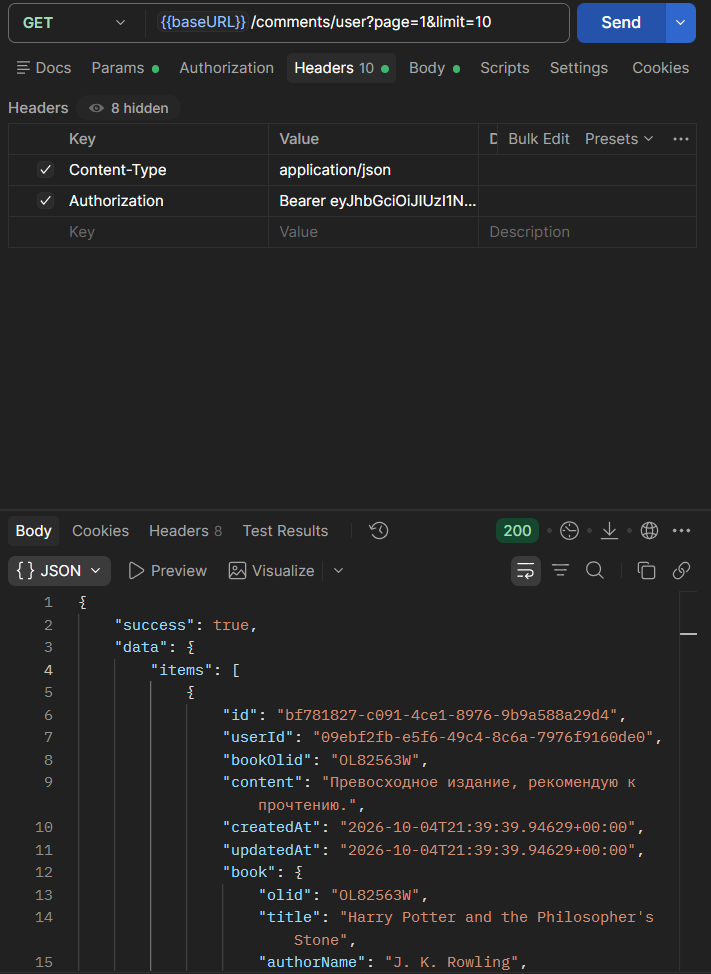 GET {{baseURL}} /comments/user?page=1&limit=10 Send
Docs Params Authorization Headers 10 Body Scripts Settings Cookies
Headers 8 hidden
Key Value D Bulk Edit Presets
Content-Type application/json
Authorization Bearer eyJhbGciOiJIUzI1N...
Key Value Description
Body Cookies Headers 8 Test Results 200
{} JSON Preview Visualize
1 {
2 "success": true,
3 "data": {
4 "items": [
5 {
6 "id": "bf781827-c091-4ce1-8976-9b9a588a29d4",
7 "userId": "09ebf2fb-e5f6-49c4-8c6a-7976f9160de0",
8 "bookOlid": "OL82563W",
9 "content": "Превосходное издание, рекомендую к
прочтению.",
10 "createdAt": "2026-10-04T21:39:39.94629+00:00",
11 "updatedAt": "2026-10-04T21:39:39.94629+00:00",
12 "book": {
13 "olid": "OL82563W",
14 "title": "Harry Potter and the Philosopher's
Stone",
15 "authorName": "J. K. Rowling",